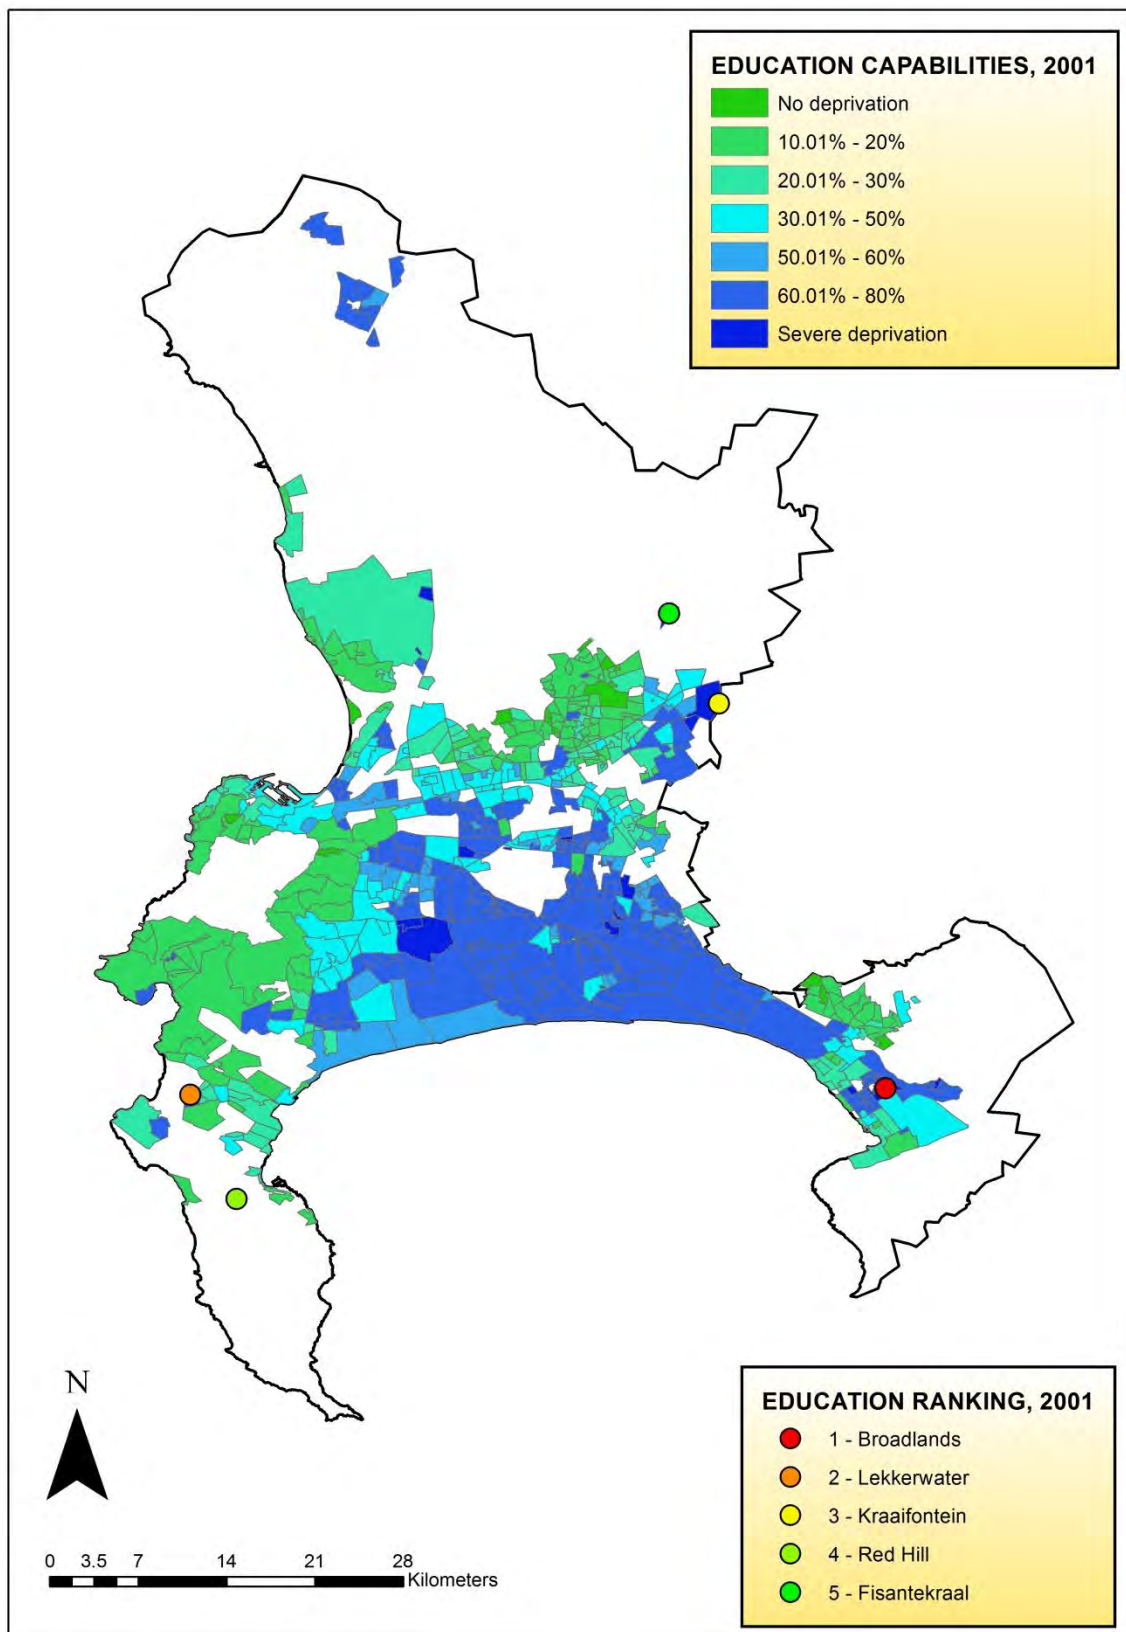 EDUCATION CAPABILITIES, 2001
No deprivation
10.01% - 20%
20.01% - 30%
30.01% - 50%
50.01% - 60%
60.01% - 80%
Severe deprivation
N
0 3.5 7 14 21 28
Kilometers
EDUCATION RANKING, 2001
1 - Broadlands
2 - Lekkerwater
3 - Kraaifontein
4 - Red Hill
5 - Fisantekraal